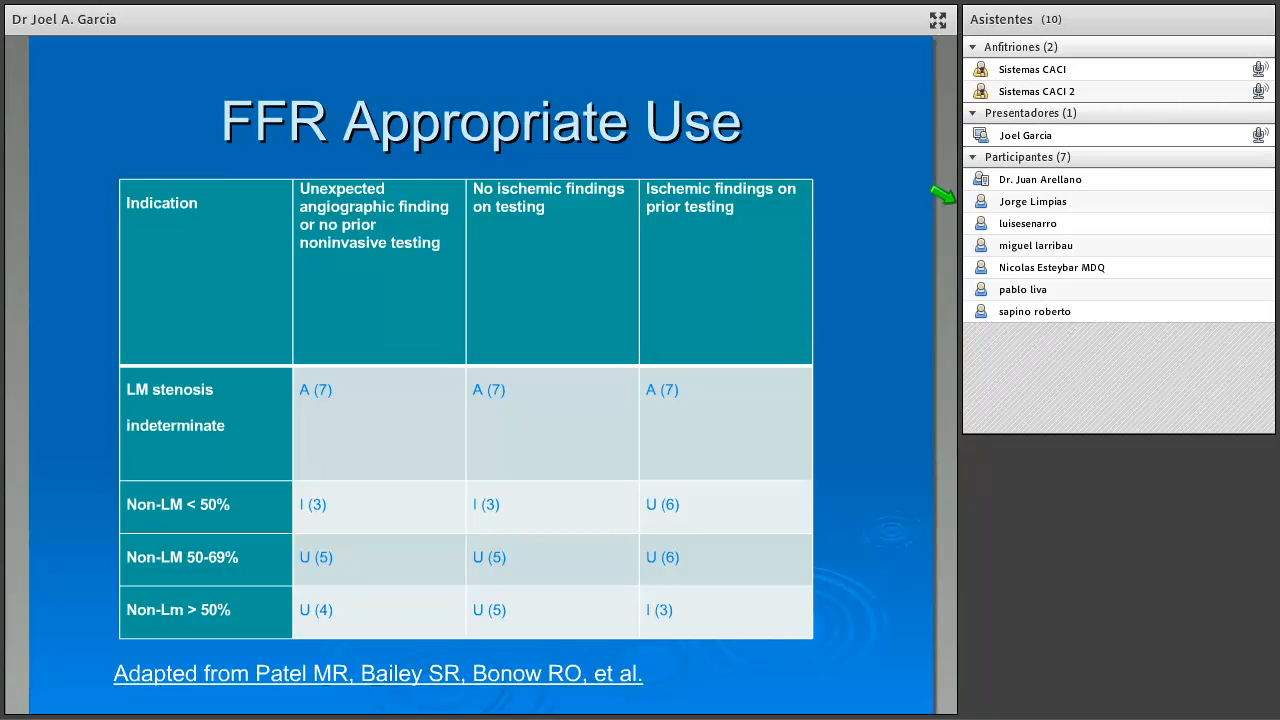 Dr Joel A. Garcia
FFR Appropriate Use
Indication
Unexpected
angiographic finding
or no prior
noninvasive testing
No ischemic findings
on testing
Ischemic findings on
prior testing
LM stenosis
indeterminate
A (7)
A (7)
A (7)
Non-LM < 50%
I (3)
I (3)
U (6)
Non-LM 50-69%
U (5)
U (5)
U (6)
Non-Lm > 50%
U (4)
U (5)
I (3)
Adapted from Patel MR, Bailey SR, Bonow RO, et al.
Asistentes (10)
Anfitriones (2)
Sistemas CACI
Sistemas CACI 2
Presentadores (1)
Joel Garcia
Participantes (7)
Dr. Juan Arellano
Jorge Limpias
luisesenarro
miguel larribau
Nicolas Esteybar MDQ
pablo liva
sapino roberto